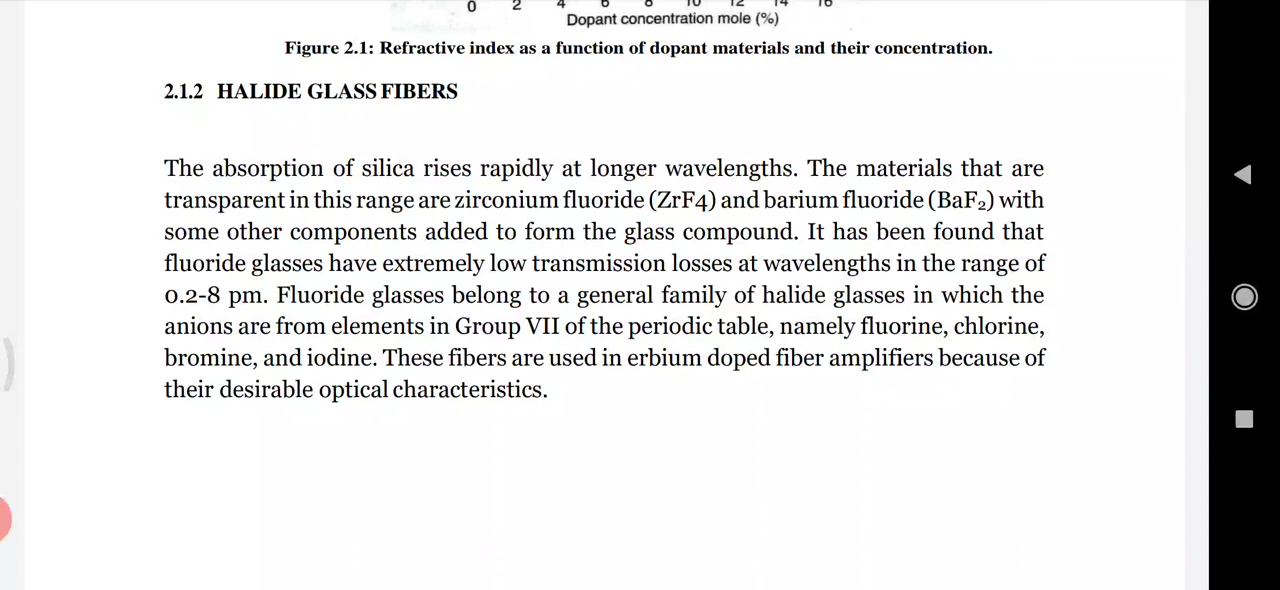 0 2 4 6 8 10 12 14 16
Dopant concentration mole (%)
Figure 2.1: Refractive index as a function of dopant materials and their concentration.
2.1.2 HALIDE GLASS FIBERS
The absorption of silica rises rapidly at longer wavelengths. The materials that are
transparent in this range are zirconium fluoride (ZrF4) and barium fluoride (BaF₂) with
some other components added to form the glass compound. It has been found that
fluoride glasses have extremely low transmission losses at wavelengths in the range of
0.2-8 pm. Fluoride glasses belong to a general family of halide glasses in which the
anions are from elements in Group VII of the periodic table, namely fluorine, chlorine,
bromine, and iodine. These fibers are used in erbium doped fiber amplifiers because of
their desirable optical characteristics.